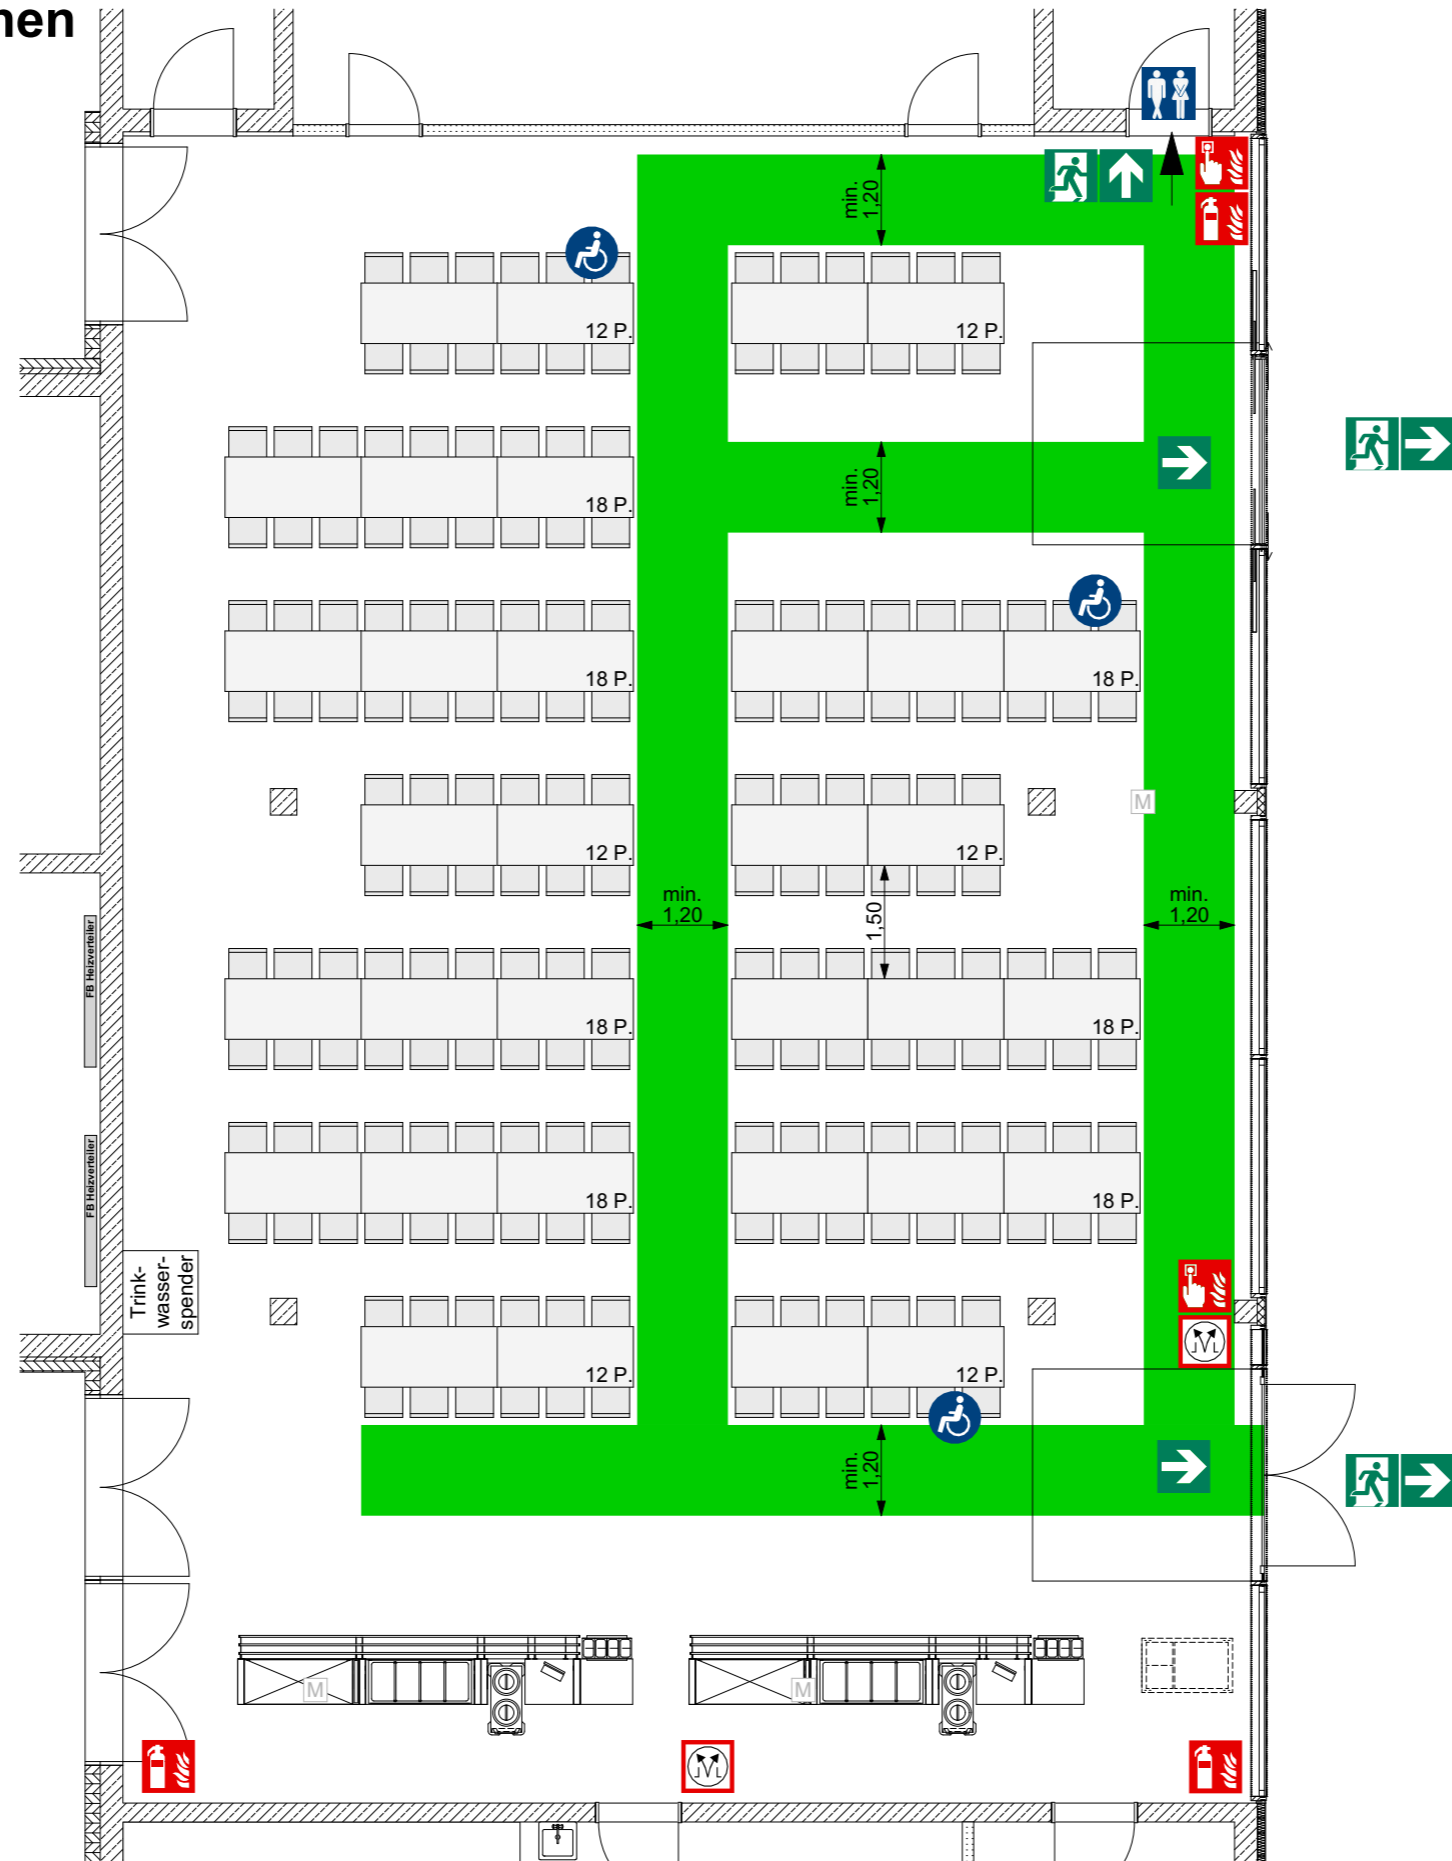 nen
min.
1,20
12 P.
12 P.
min.
1,20
18 P.
18 P.
18 P.
M
12 P.
12 P.
min.
1,20
1,50
min.
1,20
FB Heizverteiler
18 P.
18 P.
FB Heizverteiler
18 P.
18 P.
Trink-
wasser-
spender
12 P.
12 P.
min.
1,20
M
M